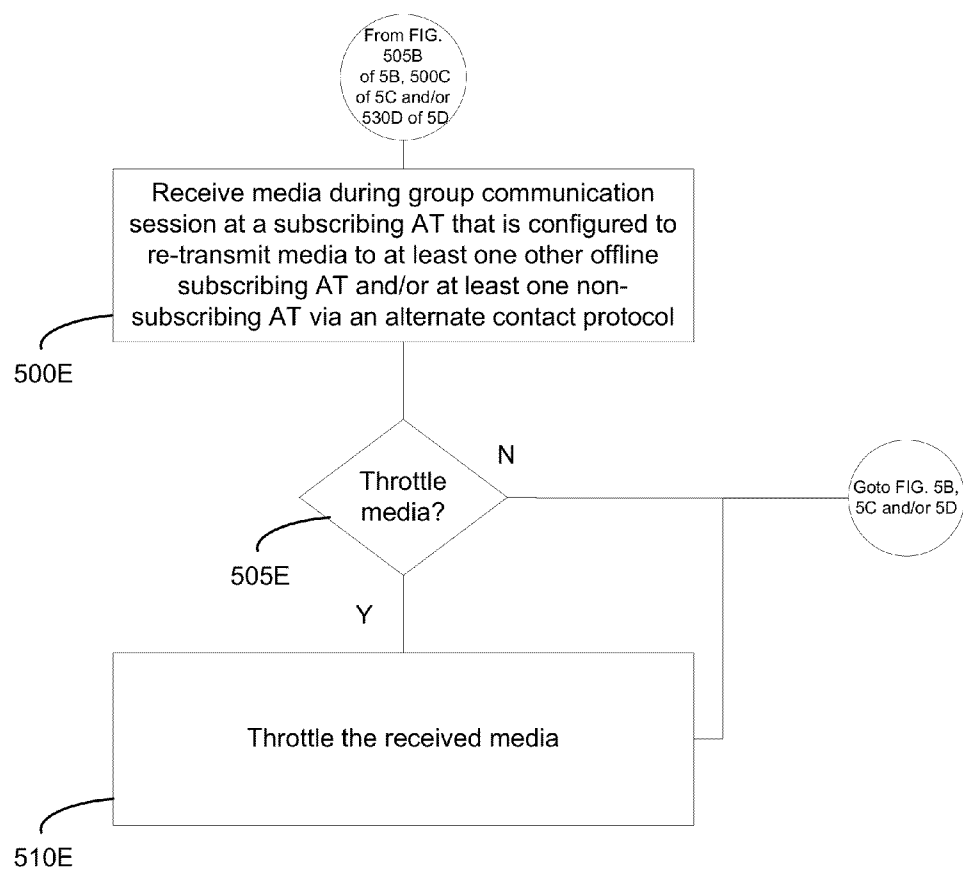 From FIG.
505B
of 5B, 500C
of 5C and/or
530D of 5D
Receive media during group communication
session at a subscribing AT that is configured to
re-transmit media to at least one other offline
subscribing AT and/or at least one non-
subscribing AT via an alternate contact protocol
500E
Throttle
media?
N
Goto FIG. 5B,
5C and/or 5D
505E
Y
Throttle the received media
510E